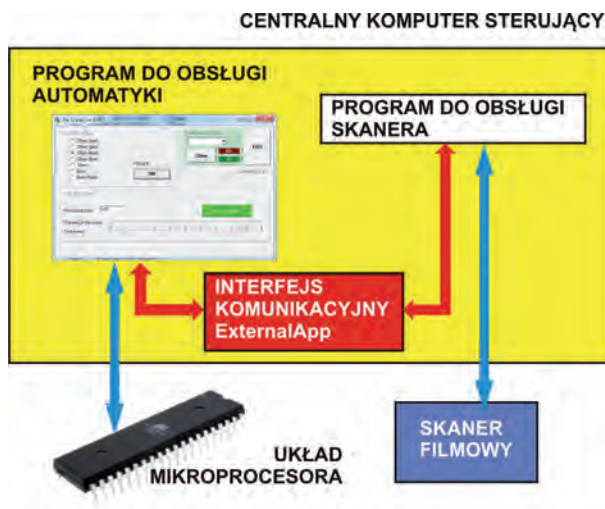 CENTRALNY KOMPUTER STERUJĄCY
PROGRAM DO OBSŁUGI
AUTOMATYKI
PROGRAM DO OBSŁUGI
SKANERA
INTERFEJS
KOMUNIKACYJNY
ExternalApp
UKŁAD
MIKROPROCESORA
SKANER
FILMOWY